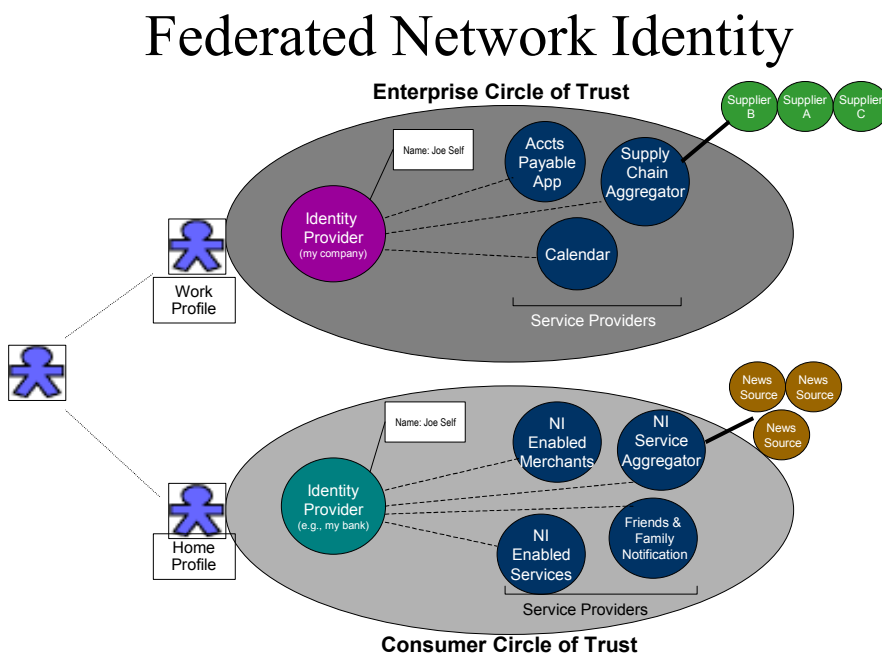 Federated Network Identity
Enterprise Circle of Trust
Supplier
B
Supplier
A
Supplier
C
Name: Joe Self
Accts
Payable
App
Supply
Chain
Aggregator
Identity
Provider
(my company)
Calendar
Work
Profile
Service Providers
News
Source
News
Source
News
Source
Name: Joe Self
NI
Enabled
Merchants
NI
Service
Aggregator
Identity
Provider
(e.g., my bank)
Friends &
Family
Notification
NI
Enabled
Services
Home
Profile
Service Providers
Consumer Circle of Trust